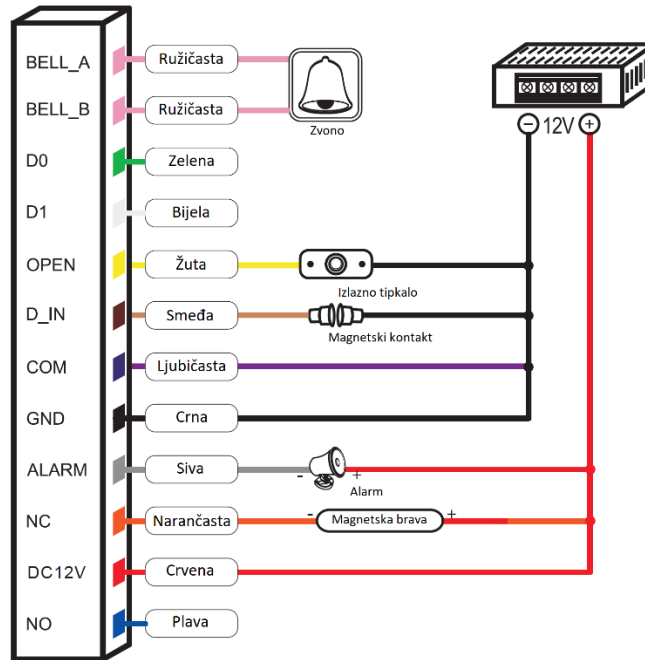 BELL_A Ružičasta
BELL_B Ružičasta
Zvono
− 12V +
D0 Zelena
D1 Bijela
OPEN Žuta
Izlazno tipkalo
D_IN Smeđa
Magnetski kontakt
COM Ljubičasta
GND Crna
ALARM Siva - +
Alarm
NC Narančasta - Magnetska brava +
DC12V Crvena
NO Plava